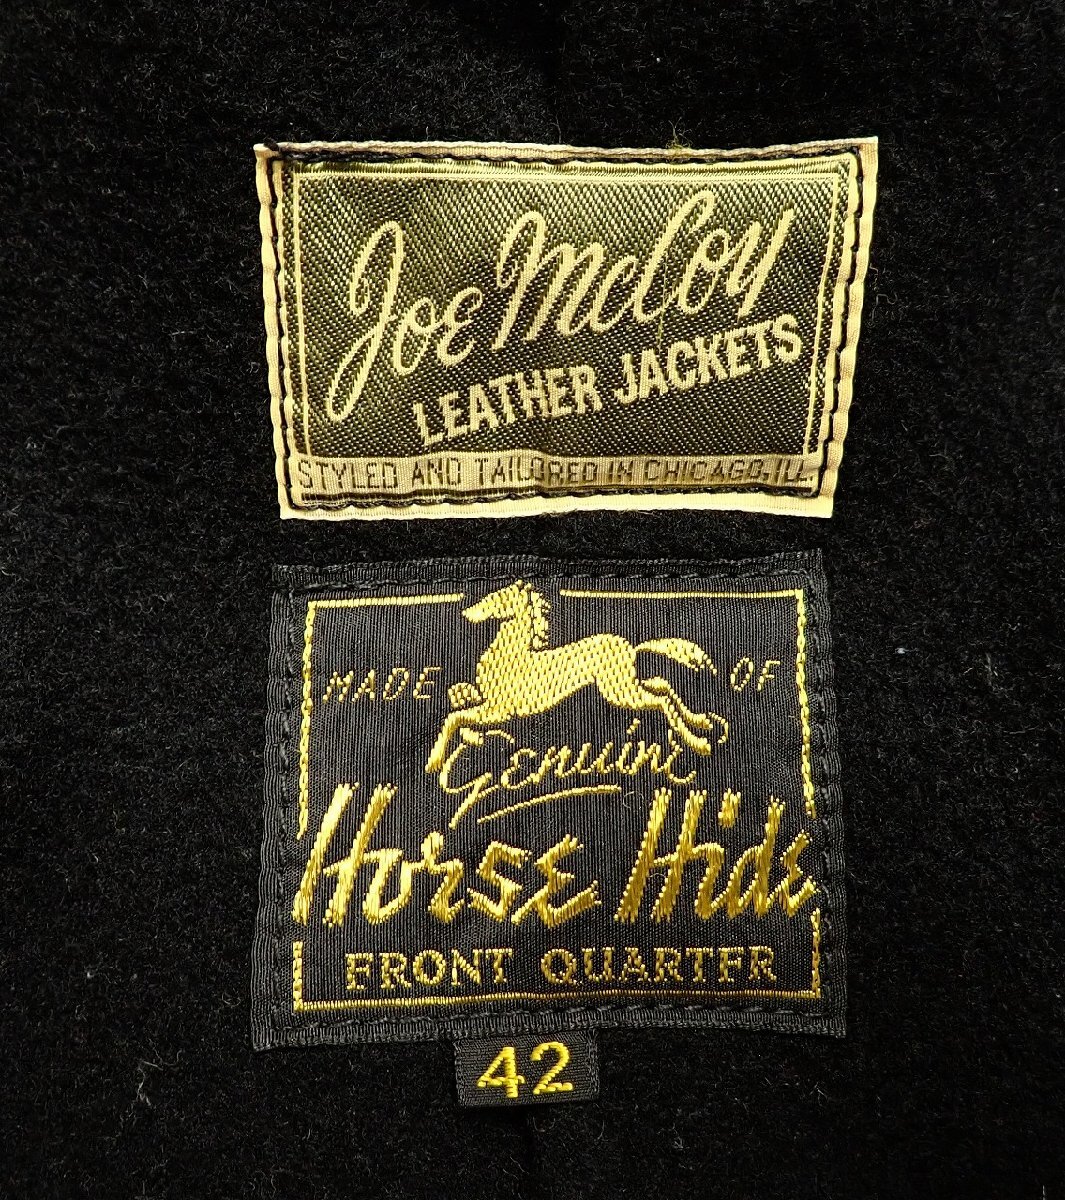 Joe McCoy
LEATHER JACKETS
STYLED AND TAILORED IN CHICAGO.ILL.
MADE OF
Genuine
Horse Hide
FRONT QUARTER
42